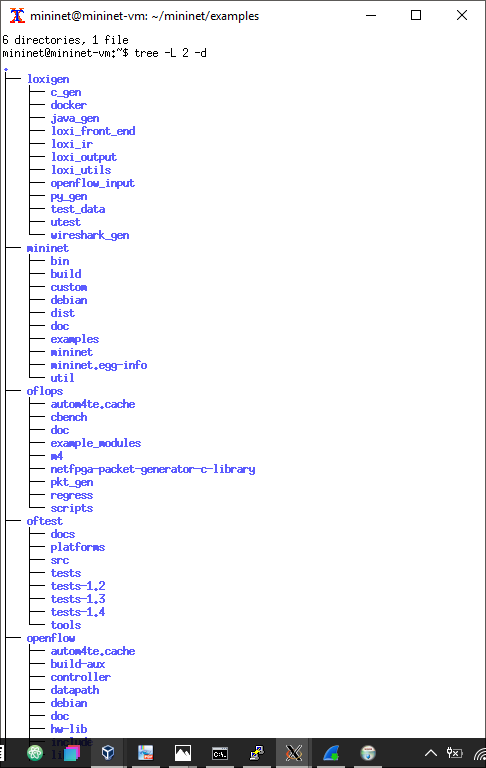 mininet@mininet-vm: ~/mininet/examples
6 directories, 1 file
mininet@mininet-vm:~$ tree -L 2 -d
.
├── loxigen
│   ├── c_gen
│   ├── docker
│   ├── java_gen
│   ├── loxi_front_end
│   ├── loxi_ir
│   ├── loxi_output
│   ├── loxi_utils
│   ├── openflow_input
│   ├── py_gen
│   ├── test_data
│   ├── utest
│   └── wireshark_gen
├── mininet
│   ├── bin
│   ├── build
│   ├── custom
│   ├── debian
│   ├── dist
│   ├── doc
│   ├── examples
│   ├── mininet
│   ├── mininet.egg-info
│   └── util
├── oflops
│   ├── autom4te.cache
│   ├── cbench
│   ├── doc
│   ├── example_modules
│   ├── m4
│   ├── netfpga-packet-generator-c-library
│   ├── pkt_gen
│   ├── regress
│   └── scripts
├── oftest
│   ├── docs
│   ├── platforms
│   ├── src
│   ├── tests
│   ├── tests-1.2
│   ├── tests-1.3
│   ├── tests-1.4
│   └── tools
├── openflow
│   ├── autom4te.cache
│   ├── build-aux
│   ├── controller
│   ├── datapath
│   ├── debian
│   ├── doc
│   ├── hw-lib
│   ├── include